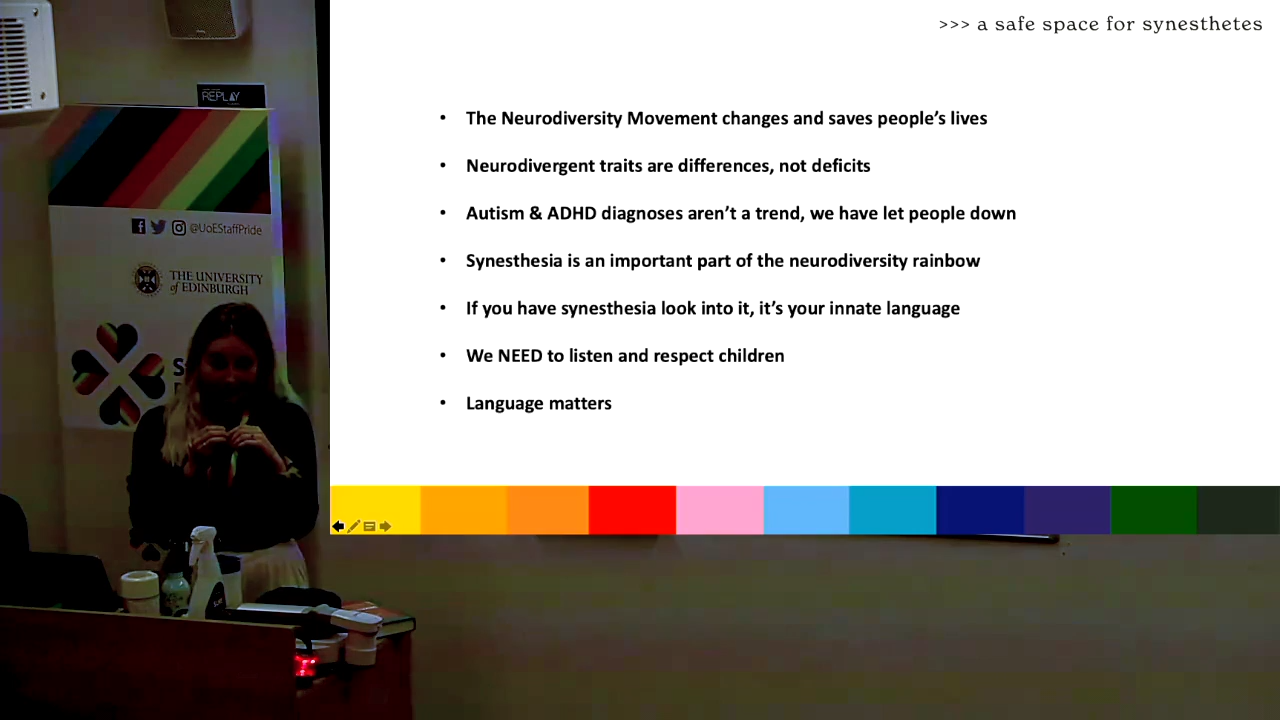 >>> a safe space for synesthetes
REPLAY
• The Neurodiversity Movement changes and saves people’s lives
• Neurodivergent traits are differences, not deficits
• Autism & ADHD diagnoses aren’t a trend, we have let people down
• Synesthesia is an important part of the neurodiversity rainbow
• If you have synesthesia look into it, it’s your innate language
• We NEED to listen and respect children
• Language matters
@UoEStaffPride
THE UNIVERSITY
of EDINBURGH